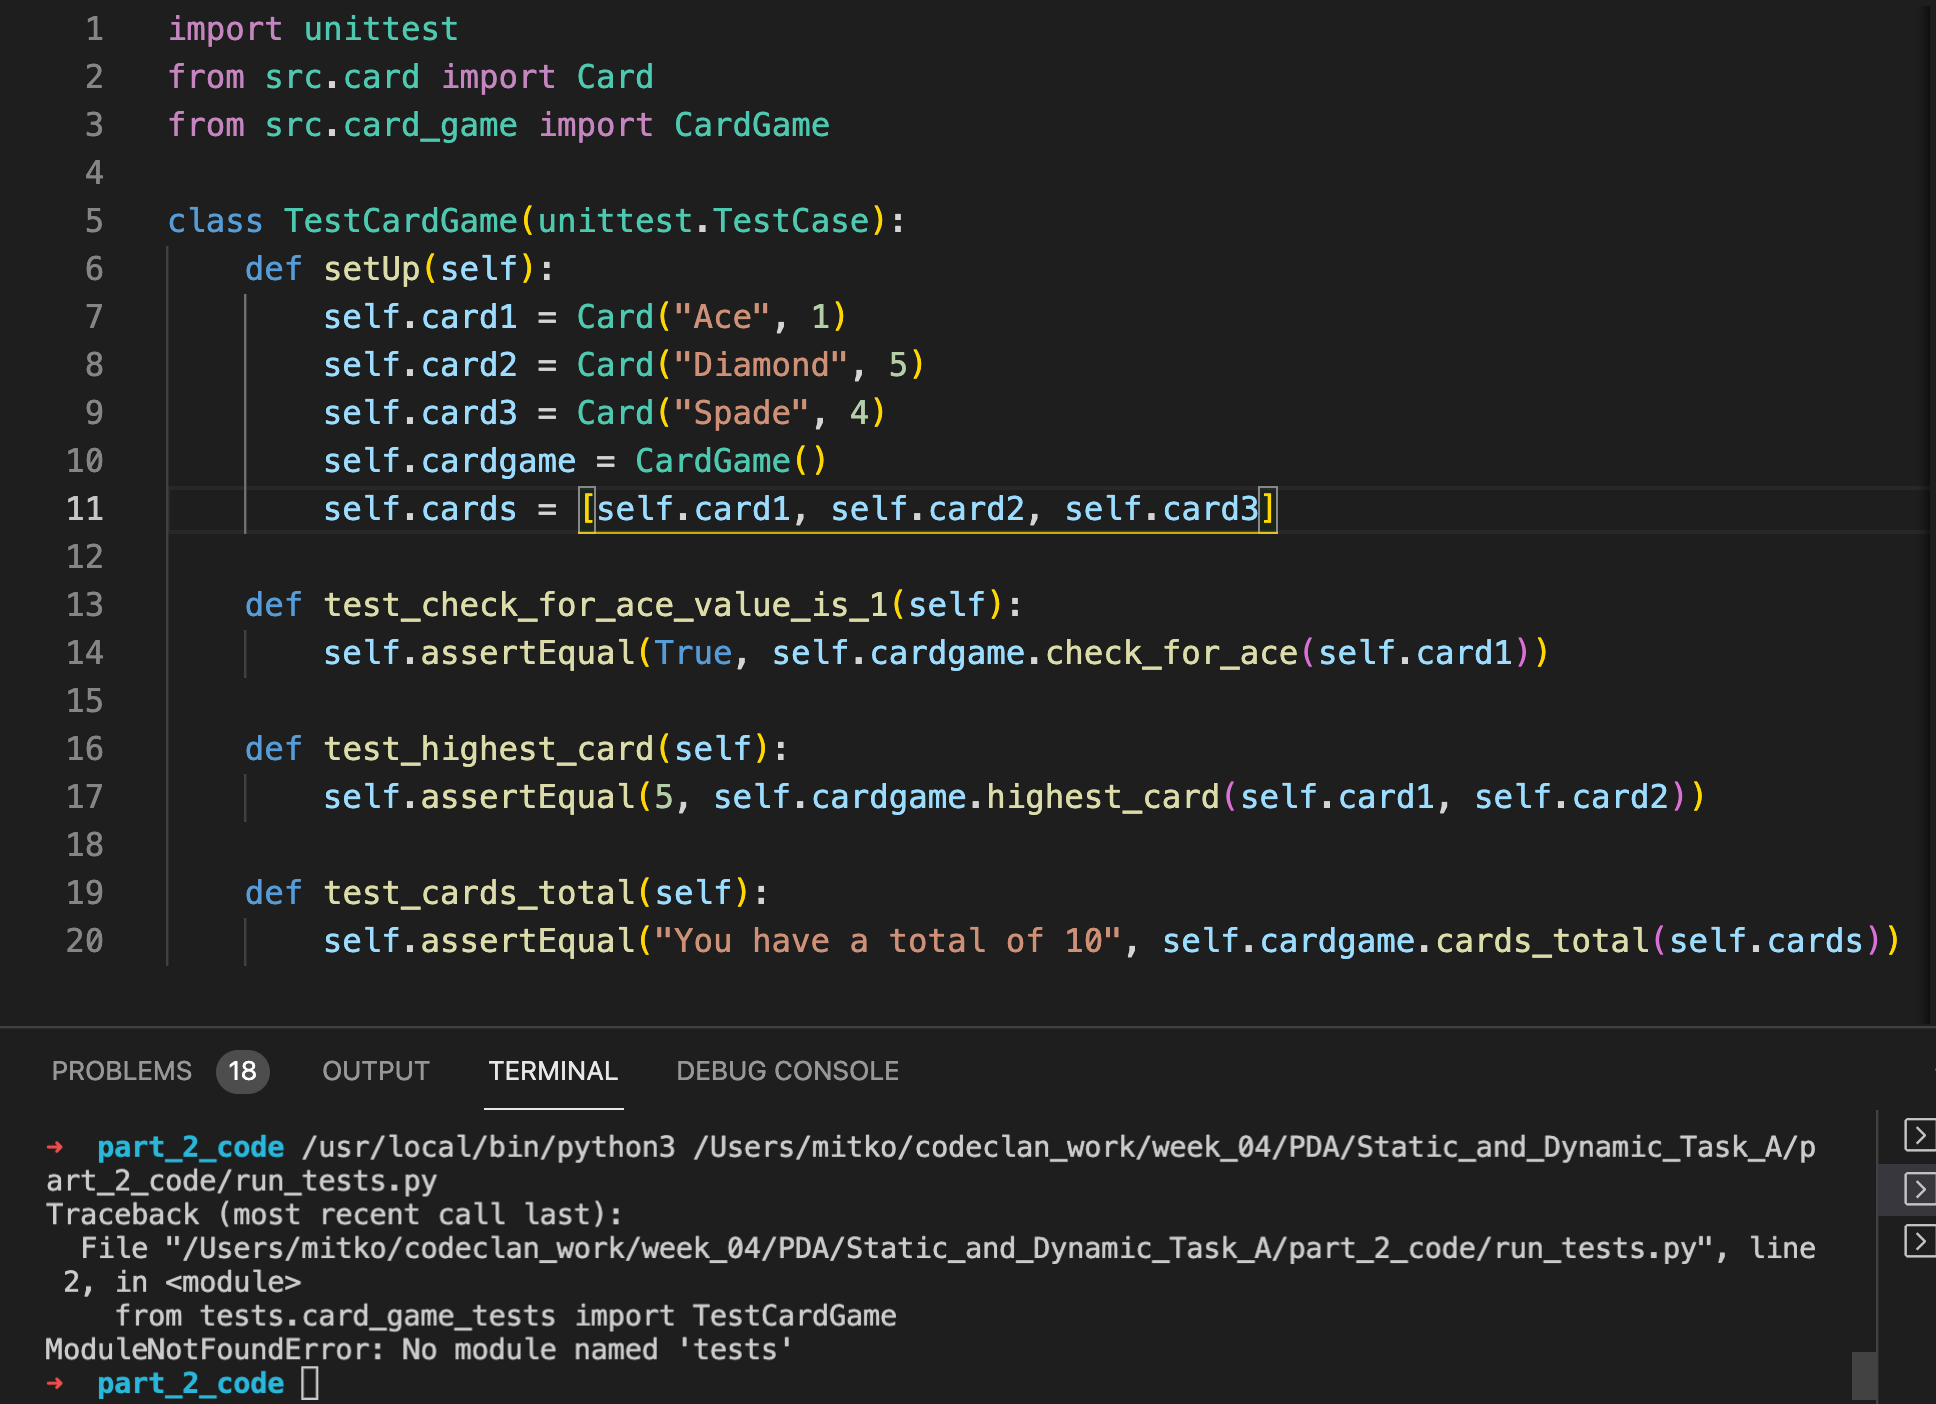 1 import unittest
2 from src.card import Card
3 from src.card_game import CardGame
4
5 class TestCardGame(unittest.TestCase):
6     def setUp(self):
7         self.card1 = Card("Ace", 1)
8         self.card2 = Card("Diamond", 5)
9         self.card3 = Card("Spade", 4)
10         self.cardgame = CardGame()
11         self.cards = [self.card1, self.card2, self.card3]
12
13     def test_check_for_ace_value_is_1(self):
14         self.assertEqual(True, self.cardgame.check_for_ace(self.card1))
15
16     def test_highest_card(self):
17         self.assertEqual(5, self.cardgame.highest_card(self.card1, self.card2))
18
19     def test_cards_total(self):
20         self.assertEqual("You have a total of 10", self.cardgame.cards_total(self.cards))
PROBLEMS 18 OUTPUT TERMINAL DEBUG CONSOLE
→ part_2_code /usr/local/bin/python3 /Users/mitko/codeclan_work/week_04/PDA/Static_and_Dynamic_Task_A/p
art_2_code/run_tests.py
Traceback (most recent call last):
  File "/Users/mitko/codeclan_work/week_04/PDA/Static_and_Dynamic_Task_A/part_2_code/run_tests.py", line
 2, in <module>
    from tests.card_game_tests import TestCardGame
ModuleNotFoundError: No module named 'tests'
→ part_2_code